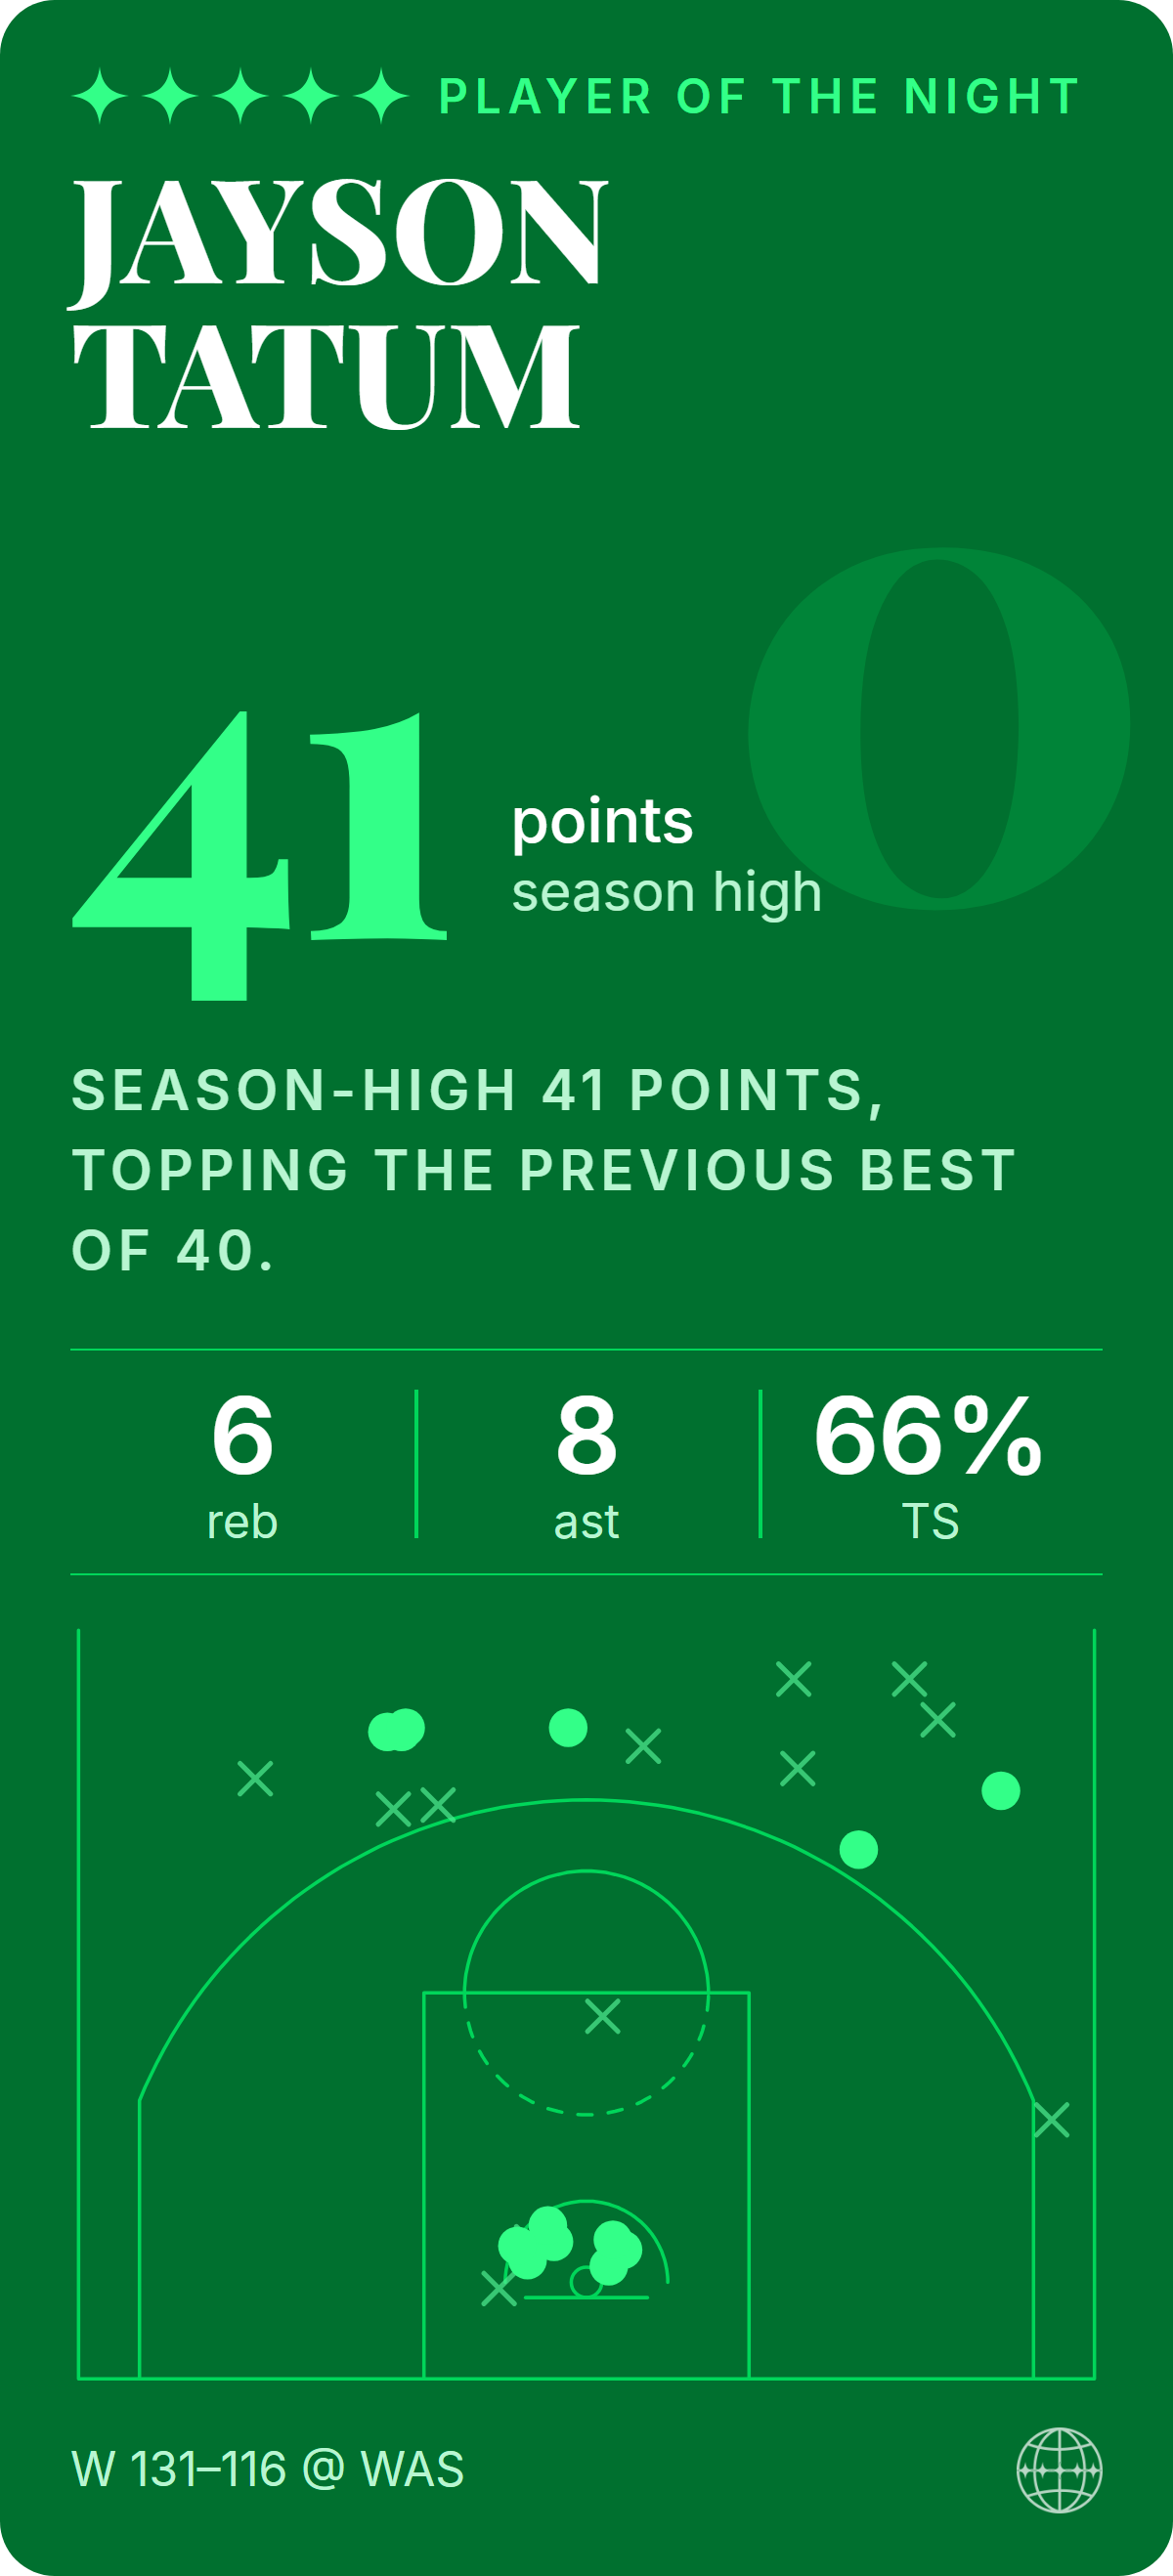 PLAYER OF THE NIGHT
JAYSON
TATUM
0
41
points
season high
SEASON-HIGH 41 POINTS,
TOPPING THE PREVIOUS BEST
OF 40.
6
reb
8
ast
66%
TS
W 131–116 @ WAS